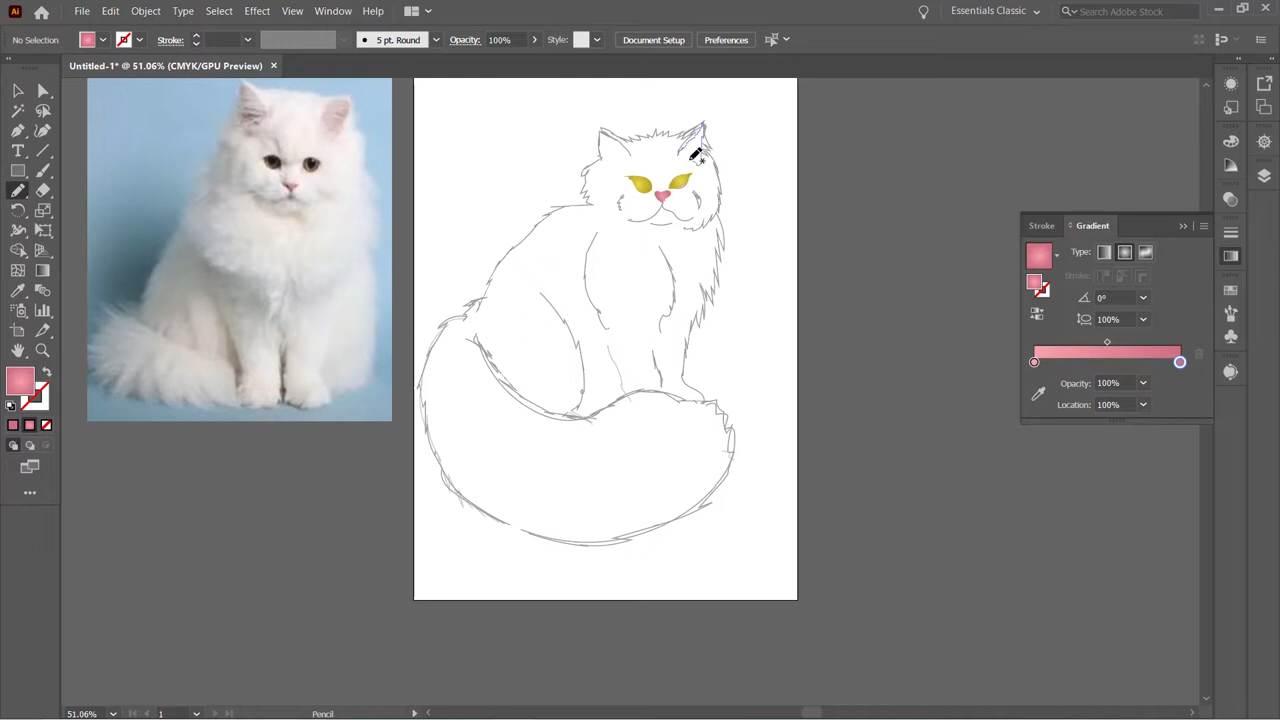 Ai File Edit Object Type Select Effect View Window Help Essentials Classic Search Adobe Stock
No Selection Stroke: 5 pt. Round Opacity: 100% Style: Document Setup Preferences
Untitled-1* @ 51.06% (CMYK/GPU Preview) ×
Stroke Gradient
Type:
Stroke:
0°
100%
Opacity: 100%
Location: 100%
51.06% 1 Pencil